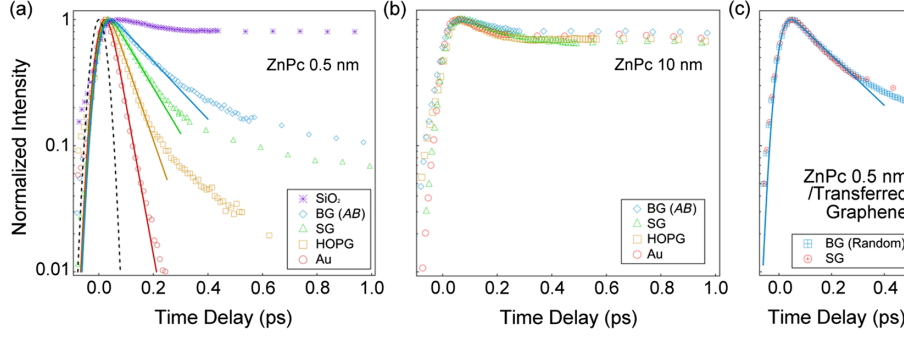 (a)
1
0.1
0.01
Normalized Intensity
ZnPc 0.5 nm
SiO₂
BG (AB)
SG
HOPG
Au
0.0 0.2 0.4 0.6 0.8 1.0
Time Delay (ps)
(b)
ZnPc 10 nm
BG (AB)
SG
HOPG
Au
0.0 0.2 0.4 0.6 0.8 1.0
Time Delay (ps)
(c)
ZnPc 0.5 nm
/Transferred
Graphene
BG (Random)
SG
0.0 0.2 0.4
Time Delay (ps)